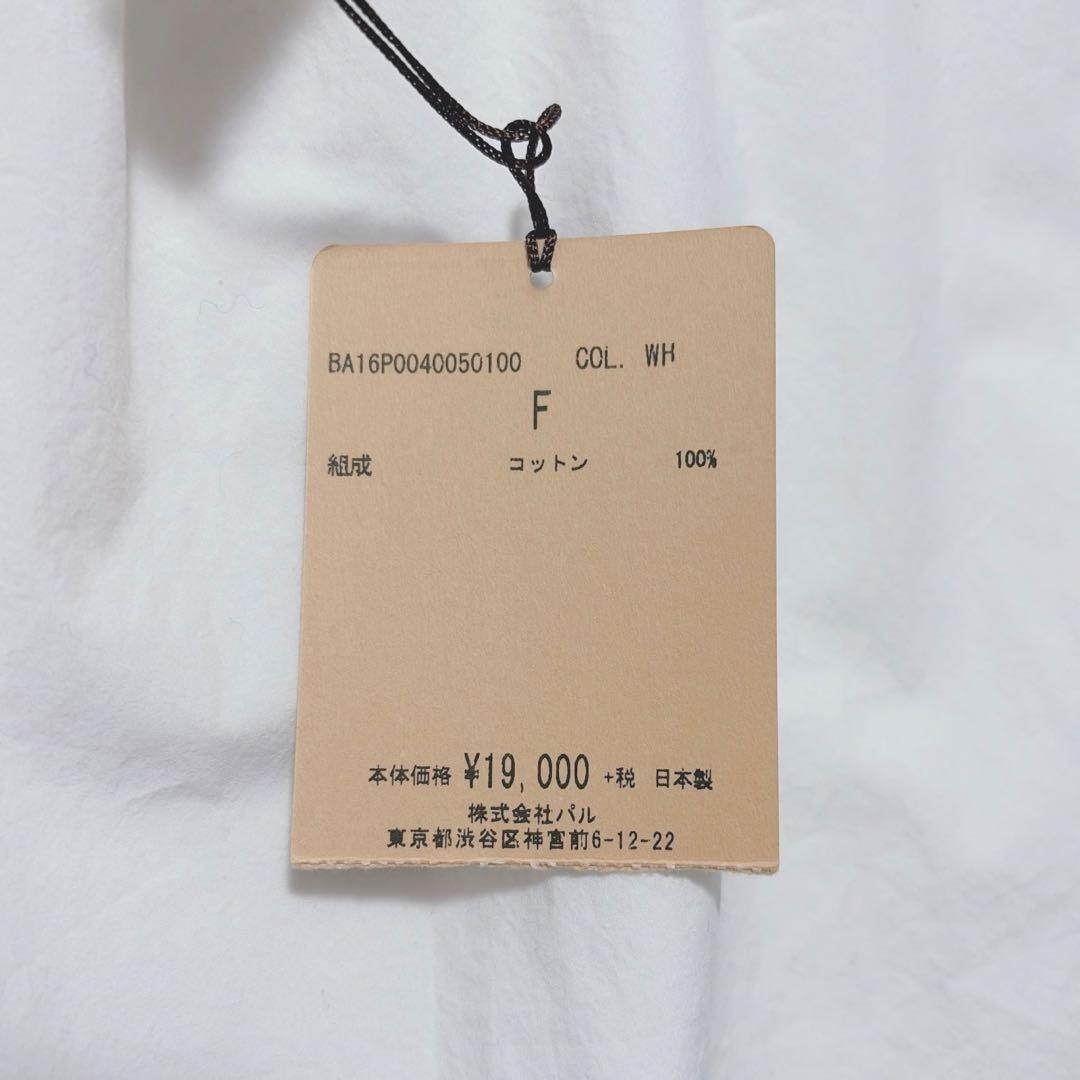 BA16P0040050100 COL. WH
F
組成 コットン 100%
本体価格 ¥19,000 +税 日本製
株式会社パル
東京都渋谷区神宮前6-12-22